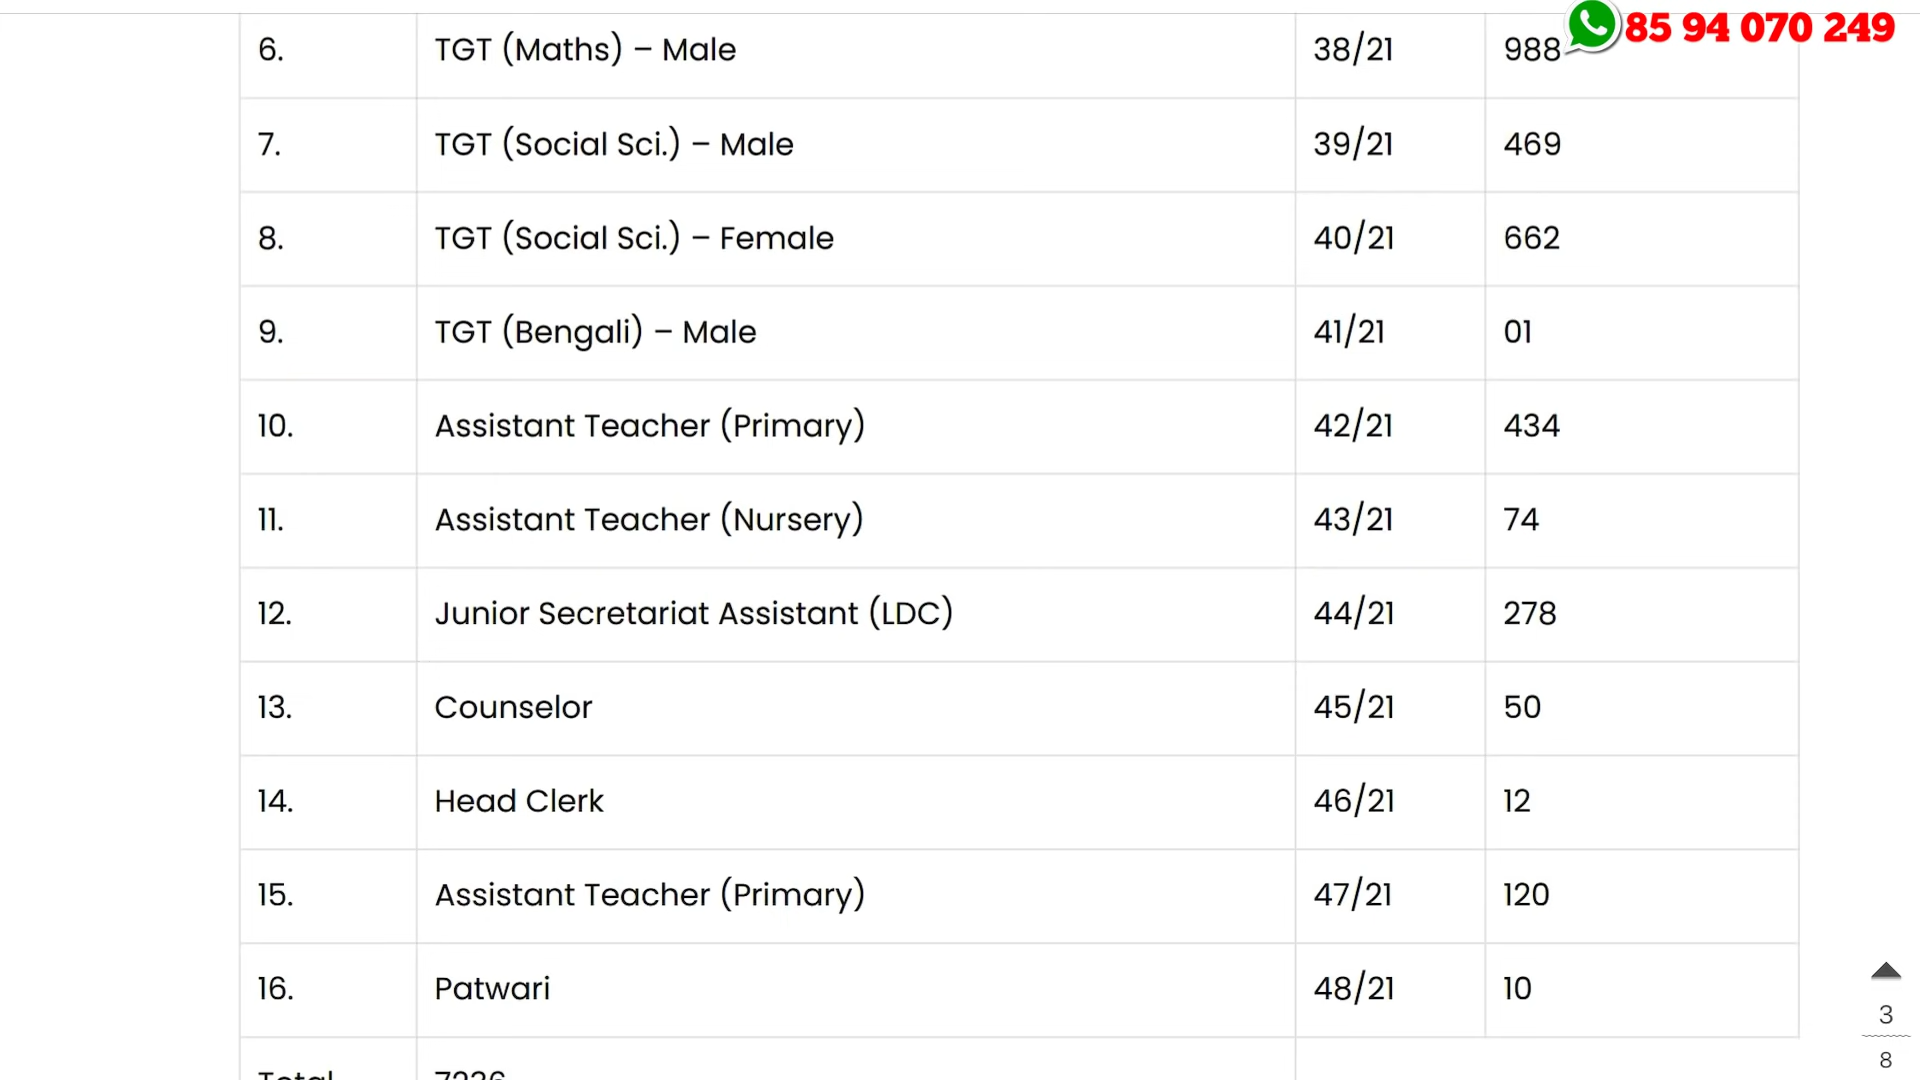 85 94 070 249
6. TGT (Maths) – Male 38/21 988
7. TGT (Social Sci.) – Male 39/21 469
8. TGT (Social Sci.) – Female 40/21 662
9. TGT (Bengali) – Male 41/21 01
10. Assistant Teacher (Primary) 42/21 434
11. Assistant Teacher (Nursery) 43/21 74
12. Junior Secretariat Assistant (LDC) 44/21 278
13. Counselor 45/21 50
14. Head Clerk 46/21 12
15. Assistant Teacher (Primary) 47/21 120
16. Patwari 48/21 10
Total 7236
3
8